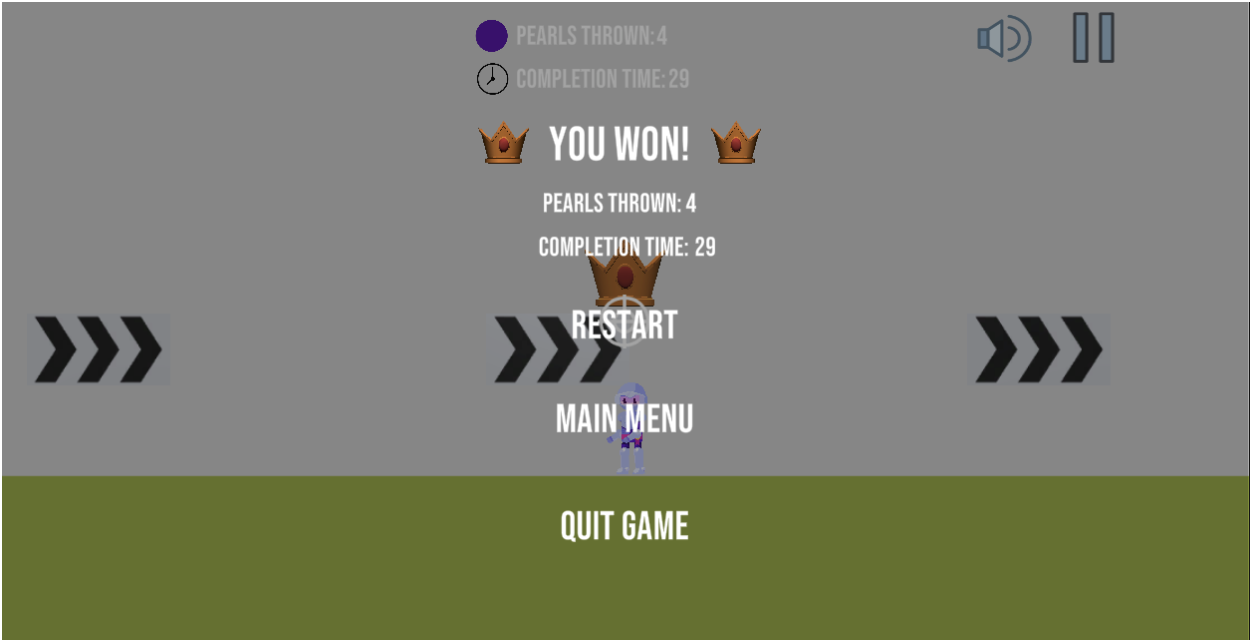 PEARLS THROWN: 4
COMPLETION TIME: 29
YOU WON!
PEARLS THROWN: 4
COMPLETION TIME: 29
RESTART
MAIN MENU
QUIT GAME